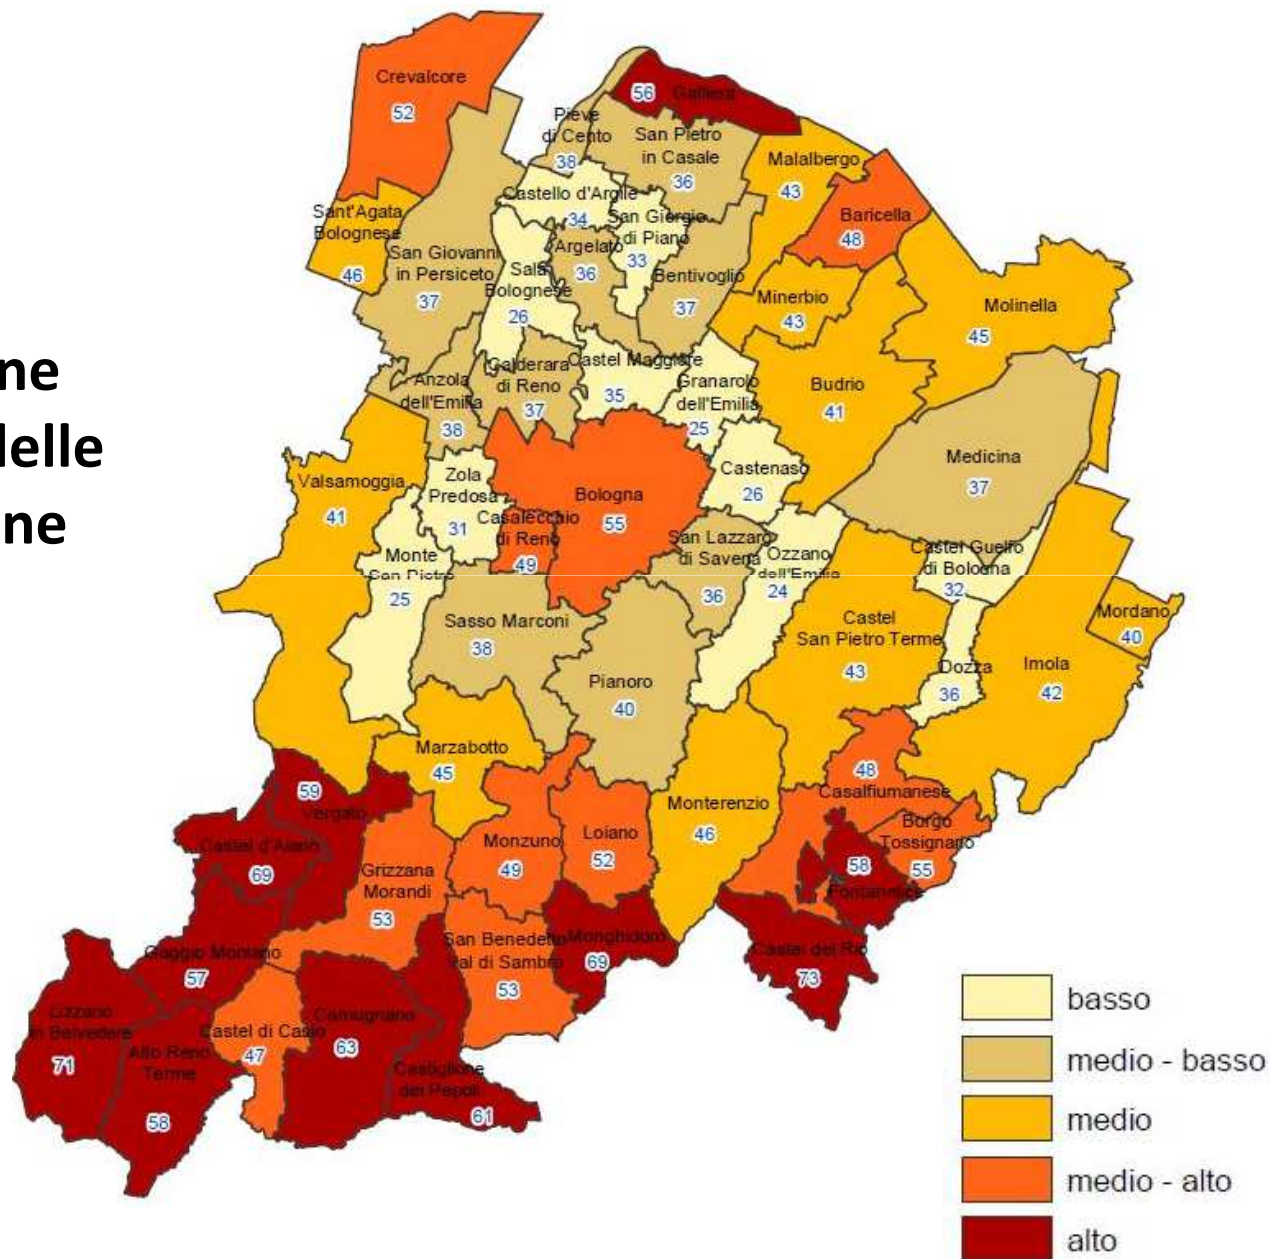 ne
delle
ne
Crevalcore
52
56
Galliera
Pieve
di Cento
38
San Pietro
in Casale
36
Malalbergo
43
Baricella
48
Castello d'Argile
34
Sant'Agata
Bolognese
46
San Giovanni
in Persiceto
37
San Giorgio
di Piano
33
Argelato
36
Sala
Bolognese
26
Bentivoglio
37
Minerbio
43
Molinella
45
Anzola
dell'Emilia
38
Calderara
di Reno
37
Castel Maggiore
35
Granarolo
dell'Emilia
25
Budrio
41
Medicina
37
Valsamoggia
41
Zola
Predosa
31
Bologna
55
Castenaso
26
Casalecchio
di Reno
49
Monte
San Pietro
25
San Lazzaro
di Savena
36
Ozzano
dell'Emilia
24
Castel Guelfo
di Bologna
32
Sasso Marconi
38
Castel
San Pietro Terme
43
Mordano
40
Pianoro
40
Dozza
36
Imola
42
Marzabotto
45
59
Vergato
48
Casalfiumanese
Monterenzio
46
Castel d'Aiano
69
Grizzana
Morandi
53
Monzuno
49
Loiano
52
Borgo
Tossignano
55
58
Fontanelice
Gaggio Montano
57
San Benedetto
Val di Sambro
53
Monghidoro
69
Castel del Rio
73
Lizzano
in Belvedere
71
Alto Reno
Terme
58
Castel di Casio
47
Camugnano
63
Castiglione
dei Pepoli
61
basso
medio - basso
medio
medio - alto
alto